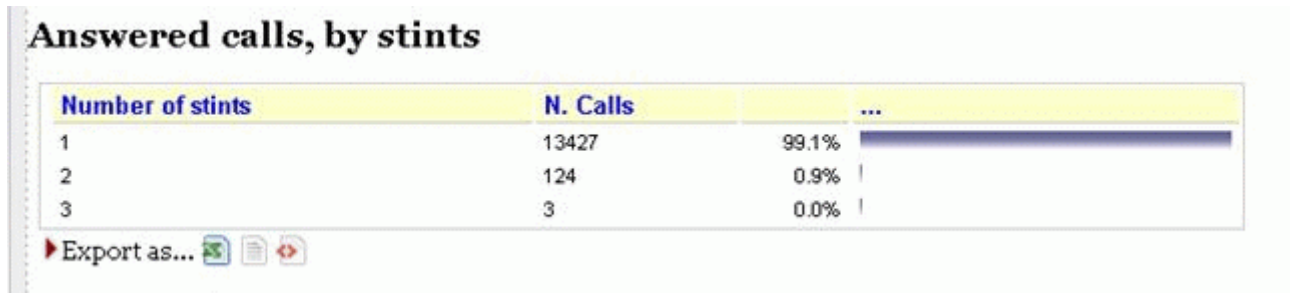 Answered calls, by stints
Number of stints N. Calls ...
1 13427 99.1%
2 124 0.9%
3 3 0.0%
Export as...